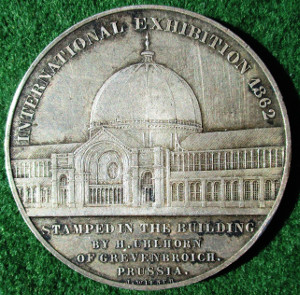 INTERNATIONAL EXHIBITION 1862
STAMPED IN THE BUILDING
BY H. UHLHORN
OF GREVENBROICH.
PRUSSIA.